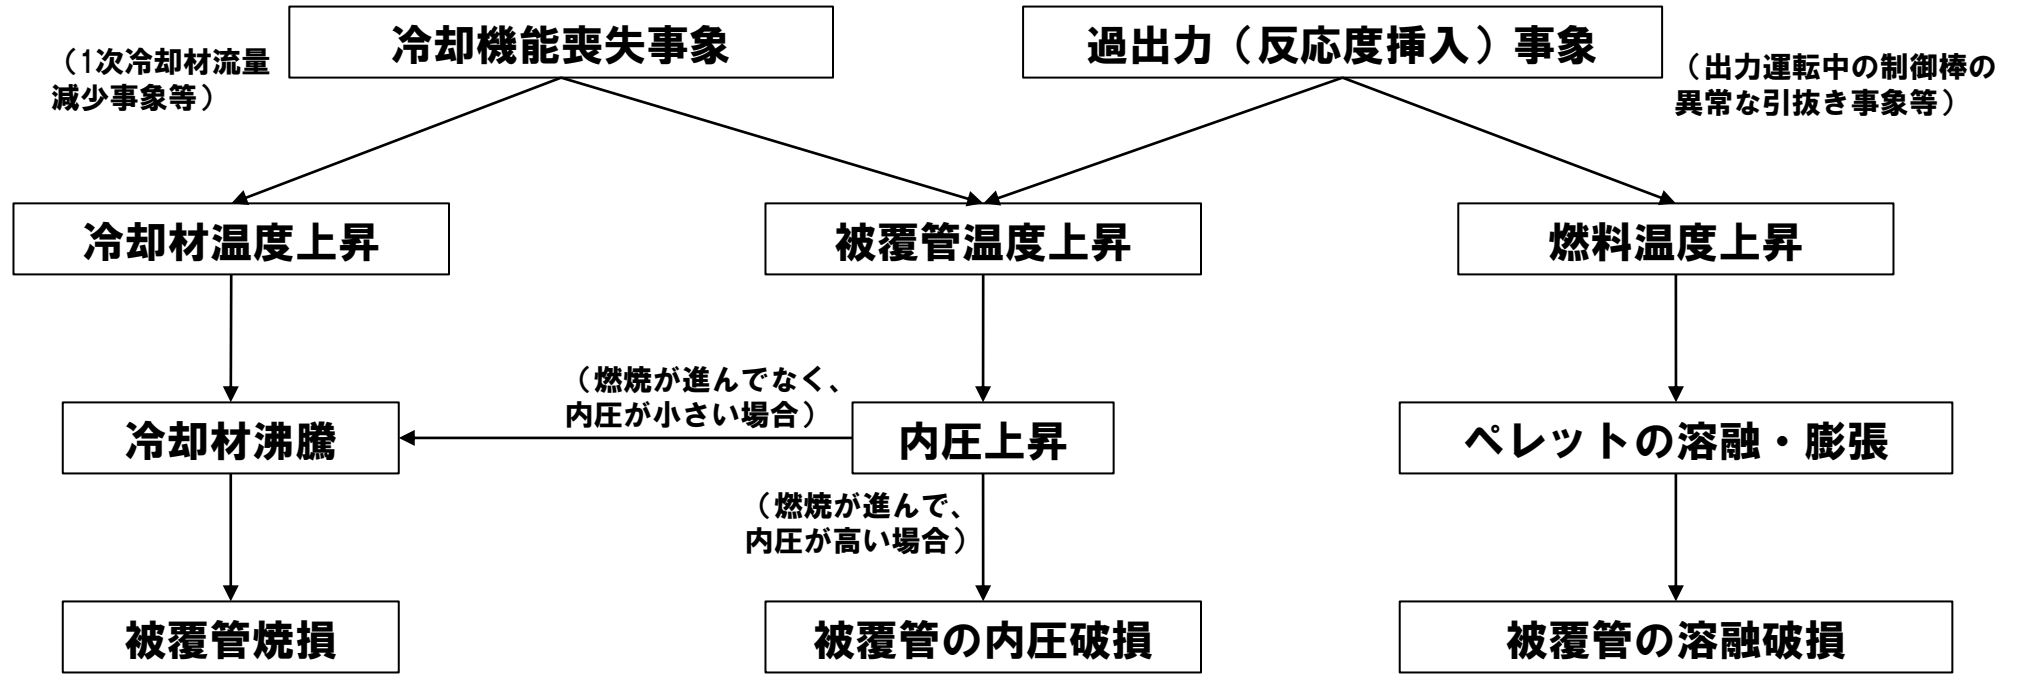 冷却機能喪失事象
過出力（反応度挿入）事象
（1次冷却材流量
減少事象等）
（出力運転中の制御棒の
異常な引抜き事象等）
冷却材温度上昇
被覆管温度上昇
燃料温度上昇
（燃焼が進んでなく、
内圧が小さい場合）
冷却材沸騰
内圧上昇
ペレットの溶融・膨張
（燃焼が進んで、
内圧が高い場合）
被覆管焼損
被覆管の内圧破損
被覆管の溶融破損